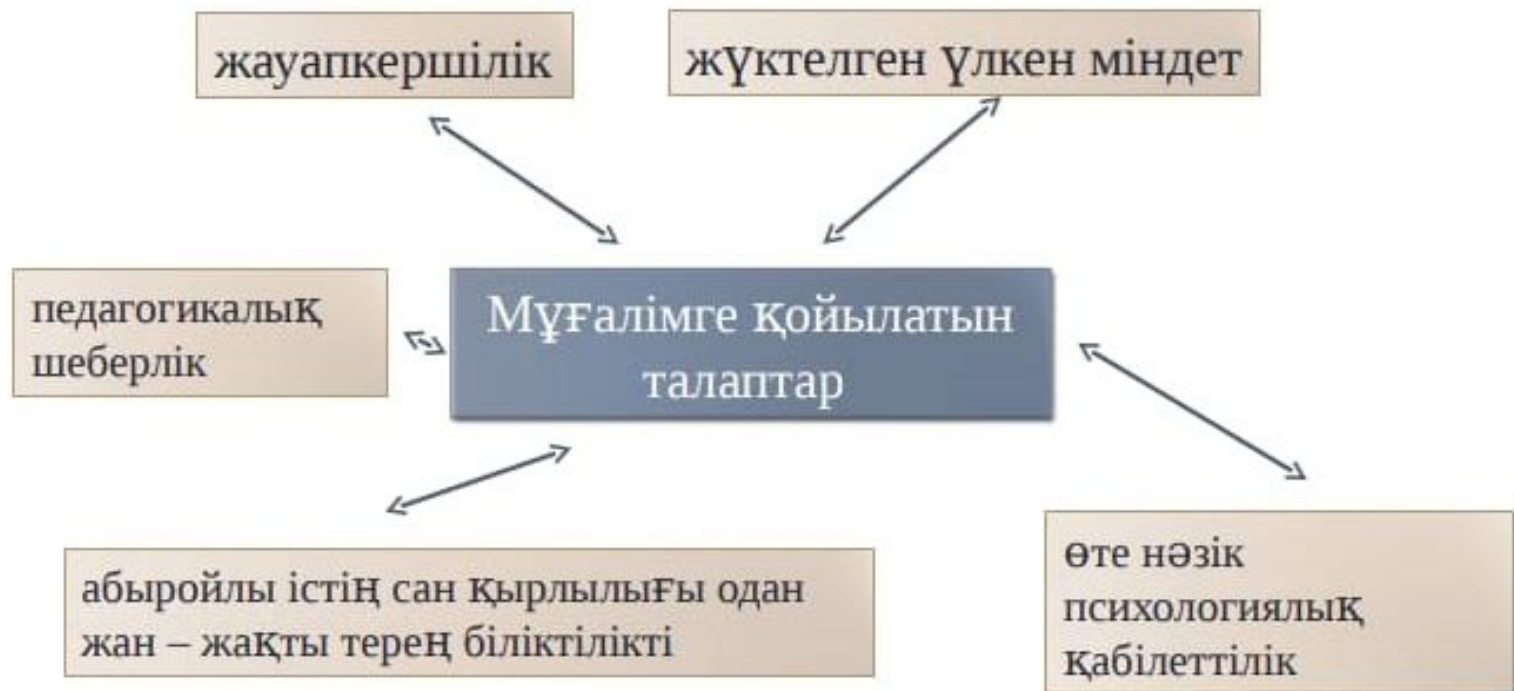 жауапкершілік
жүктелген үлкен міндет
педагогикалық
шеберлік
Мұғалімге қойылатын
талаптар
абыройлы істің сан қырлылығы одан
жан – жақты терең біліктілікті
өте нәзік
психологиялық
қабілеттілік